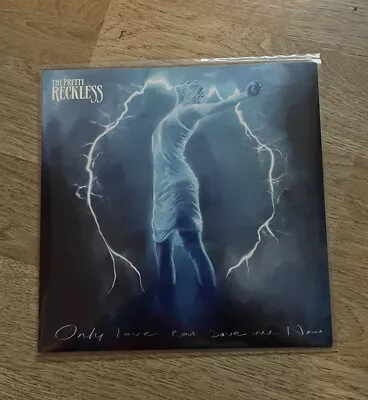 THE PRETTY
RECKLESS
Only Love can save me Now